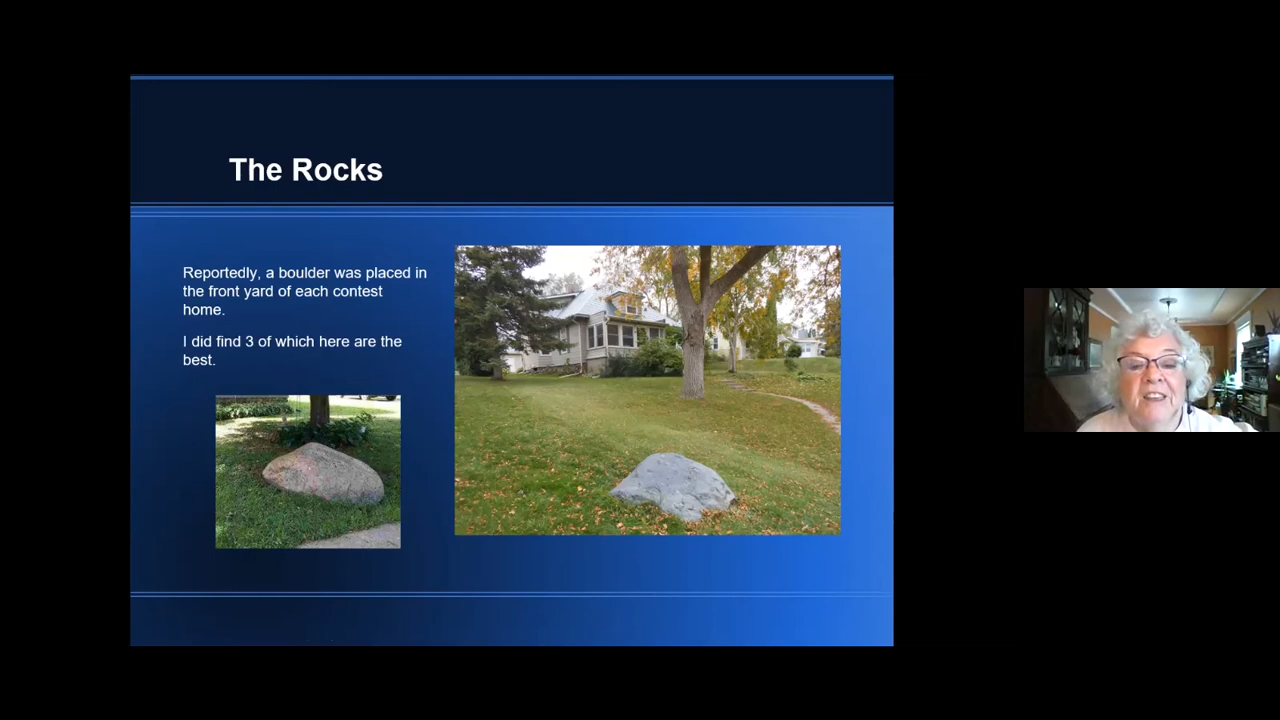 The Rocks
Reportedly, a boulder was placed in
the front yard of each contest
home.
I did find 3 of which here are the
best.